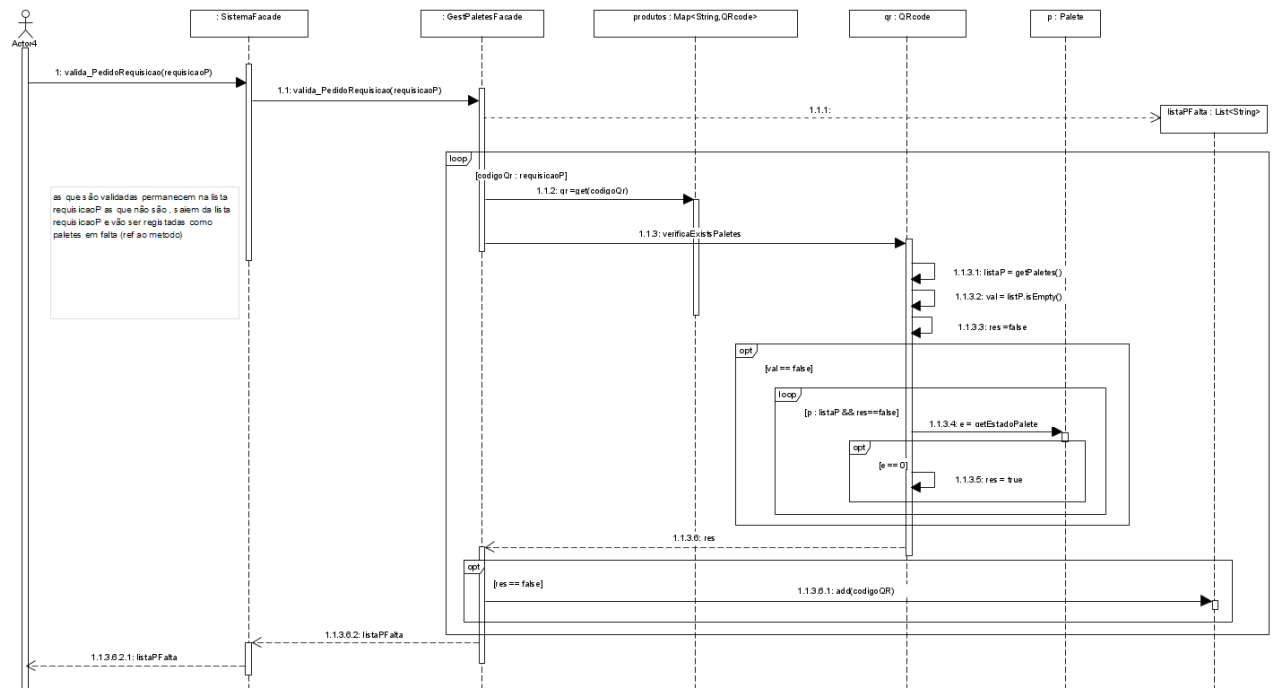 : SistemaFacade
: GestPaletesFacade
produtos : Map<String,QRcode>
qr : QRcode
p : Palete
Actor4
1: valida_PedidoRequisicao(requisicaoP)
1.1: valida_PedidoRequisicao(requisicaoP)
1.1.1:
listaPFalta : List<String>
loop
[codigoQr : requisicaoP]
1.1.2: qr =get(codigoQr)
as que são validadas permanecem na lista
requisicaoP as que não são , saiem da lista
requisicaoP e vão ser registadas como
paletes em falta (ref ao metodo)
1.1.3: verificaExistsPaletes
1.1.3.1: listaP = getPaletes()
1.1.3.2: val = listP.isEmpty()
1.1.3.3: res =false
opt
[val == false]
loop
[p : listaP && res==false]
1.1.3.4: e = getEstadoPalete
opt
[e == 0]
1.1.3.5: res = true
1.1.3.6: res
opt
[res == false]
1.1.3.6.1: add(codigoQR)
1.1.3.6.2: listaPFalta
1.1.3.6.2.1: listaPFalta